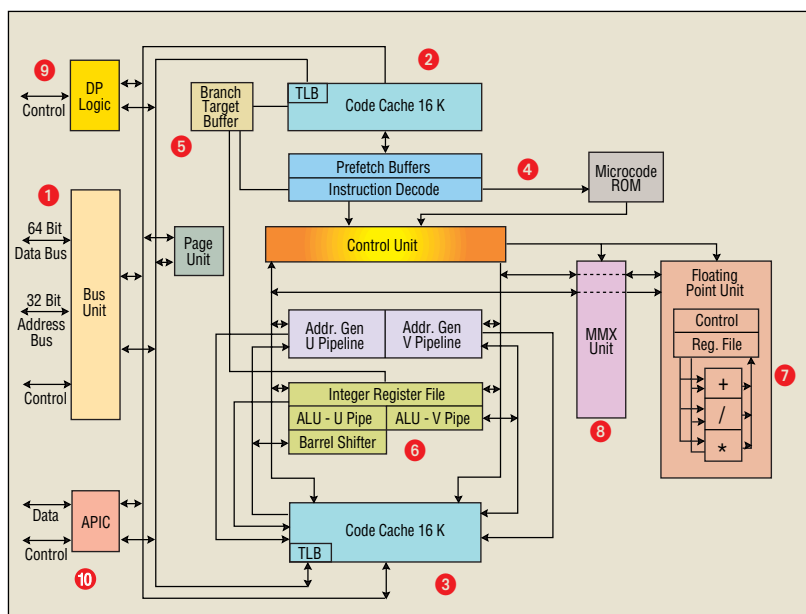 9
DP
Logic
Control
2
TLB
Code Cache 16 K
Branch
Target
Buffer
5
Prefetch Buffers
Instruction Decode
4
Microcode
ROM
1
64 Bit
Data Bus
32 Bit
Address
Bus
Control
Bus
Unit
Page
Unit
Control Unit
Addr. Gen
U Pipeline
Addr. Gen
V Pipeline
Integer Register File
ALU - U Pipe
ALU - V Pipe
Barrel Shifter
6
MMX
Unit
8
Floating
Point Unit
Control
Reg. File
+
/
*
7
Data
Control
APIC
10
Code Cache 16 K
TLB
3